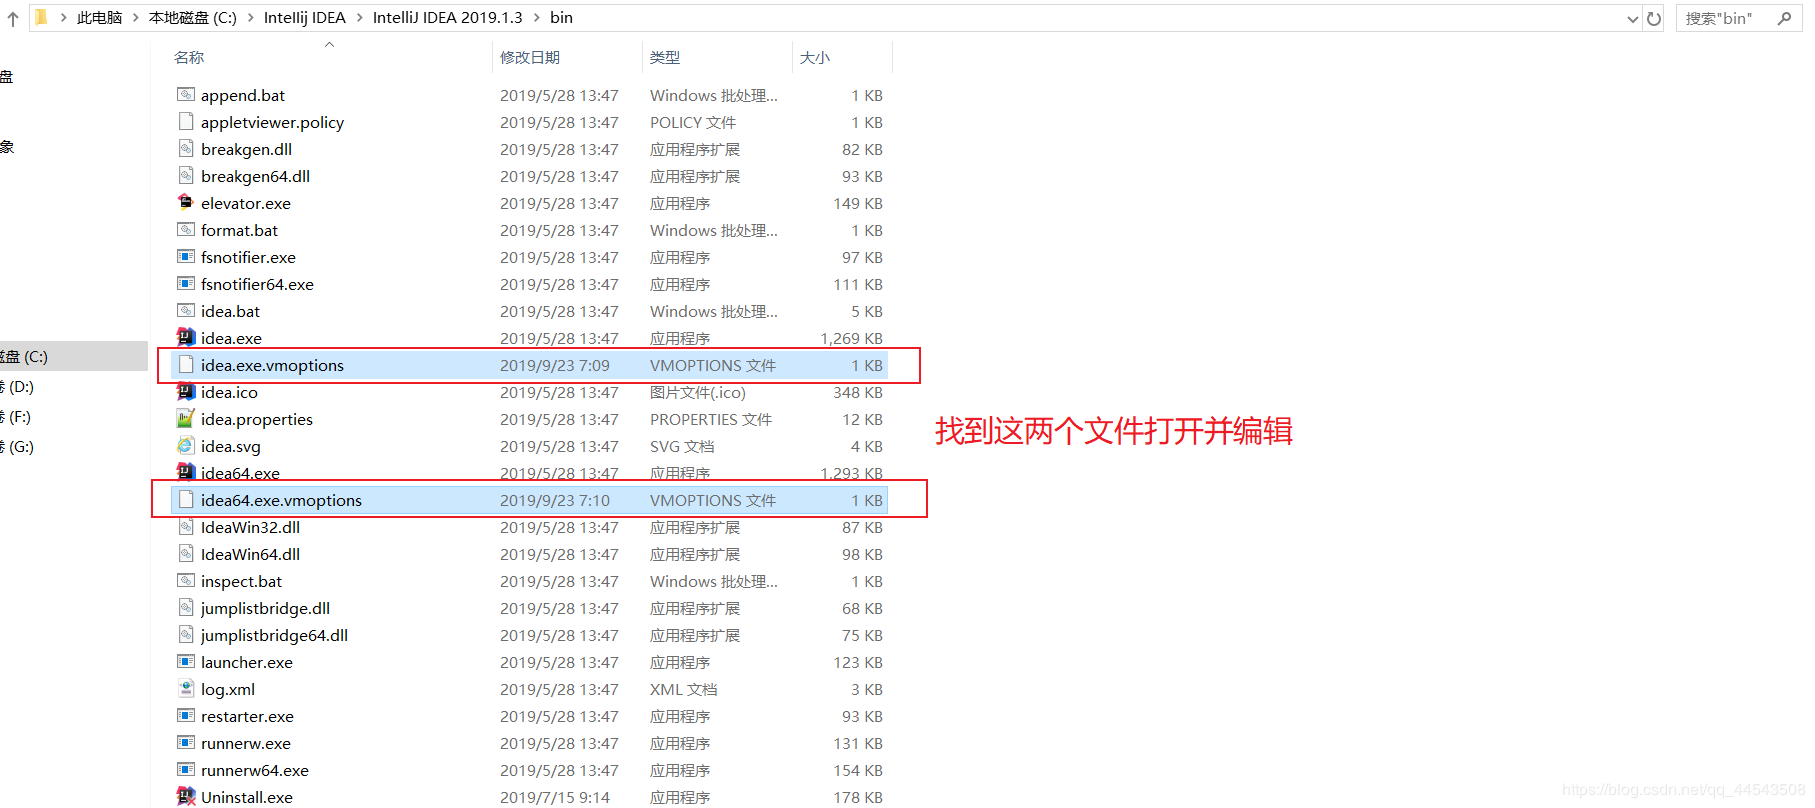 此电脑 > 本地磁盘 (C:) > Intellij IDEA > IntelliJ IDEA 2019.1.3 > bin
搜索"bin"
名称 修改日期 类型 大小
append.bat 2019/5/28 13:47 Windows 批处理... 1 KB
appletviewer.policy 2019/5/28 13:47 POLICY 文件 1 KB
breakgen.dll 2019/5/28 13:47 应用程序扩展 82 KB
breakgen64.dll 2019/5/28 13:47 应用程序扩展 93 KB
elevator.exe 2019/5/28 13:47 应用程序 149 KB
format.bat 2019/5/28 13:47 Windows 批处理... 1 KB
fsnotifier.exe 2019/5/28 13:47 应用程序 97 KB
fsnotifier64.exe 2019/5/28 13:47 应用程序 111 KB
idea.bat 2019/5/28 13:47 Windows 批处理... 5 KB
idea.exe 2019/5/28 13:47 应用程序 1,269 KB
idea.exe.vmoptions 2019/9/23 7:09 VMOPTIONS 文件 1 KB
idea.ico 2019/5/28 13:47 图片文件(.ico) 348 KB
idea.properties 2019/5/28 13:47 PROPERTIES 文件 12 KB
idea.svg 2019/5/28 13:47 SVG 文档 4 KB
idea64.exe 2019/5/28 13:47 应用程序 1,293 KB
idea64.exe.vmoptions 2019/9/23 7:10 VMOPTIONS 文件 1 KB
IdeaWin32.dll 2019/5/28 13:47 应用程序扩展 87 KB
IdeaWin64.dll 2019/5/28 13:47 应用程序扩展 98 KB
inspect.bat 2019/5/28 13:47 Windows 批处理... 1 KB
jumplistbridge.dll 2019/5/28 13:47 应用程序扩展 68 KB
jumplistbridge64.dll 2019/5/28 13:47 应用程序扩展 75 KB
launcher.exe 2019/5/28 13:47 应用程序 123 KB
log.xml 2019/5/28 13:47 XML 文档 3 KB
restarter.exe 2019/5/28 13:47 应用程序 93 KB
runnerw.exe 2019/5/28 13:47 应用程序 131 KB
runnerw64.exe 2019/5/28 13:47 应用程序 154 KB
Uninstall.exe 2019/7/15 9:14 应用程序 178 KB
盘
象
磁盘 (C:)
(D:)
(F:)
(G:)
找到这两个文件打开并编辑
https://blog.csdn.net/qq_44543508